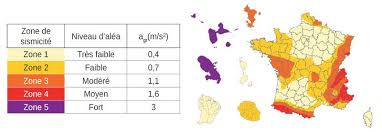 Zone de sismicité Niveau d'aléa ag(m/s²)
Zone 1 Très faible 0,4
Zone 2 Faible 0,7
Zone 3 Modéré 1,1
Zone 4 Moyen 1,6
Zone 5 Fort 3